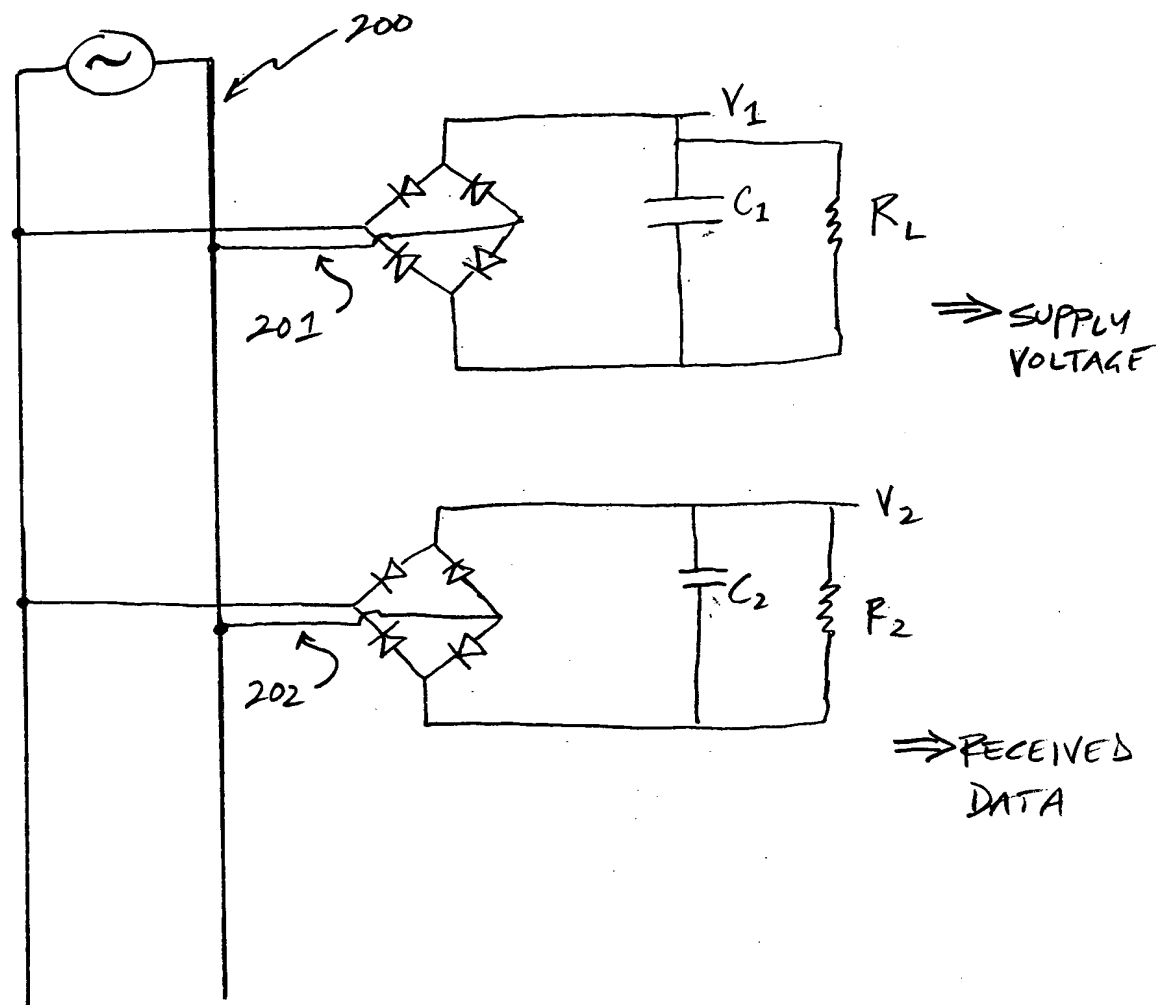 200
~
V1
C1
RL
201
⇒ SUPPLY
VOLTAGE
V2
C2
R2
202
⇒ RECEIVED
DATA